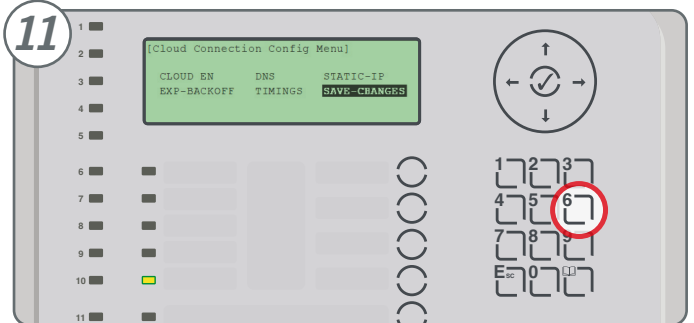 11
[Cloud Connection Config Menu]
CLOUD EN DNS STATIC-IP
EXP-BACKOFF TIMINGS SAVE-CHANGES
1
2
3
4
5
6
7
8
9
10
11
1 2 3
4 5 6
7 8 9
Esc 0